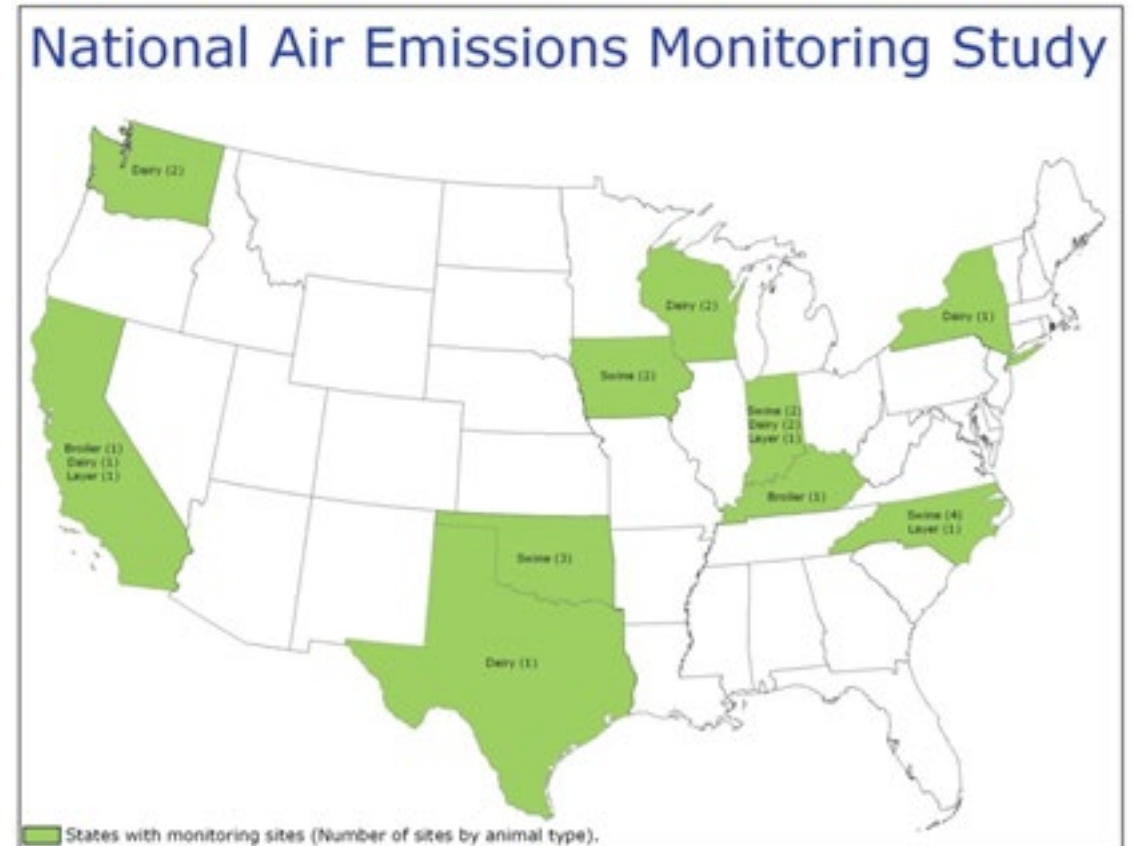 National Air Emissions Monitoring Study
Dairy (2)
Dairy (2)
Dairy (1)
Swine (2)
Swine (2)
Dairy (2)
Layer (1)
Broiler (1)
Dairy (1)
Layer (1)
Broiler (1)
Swine (4)
Layer (1)
Swine (3)
Dairy (1)
States with monitoring sites (Number of sites by animal type).